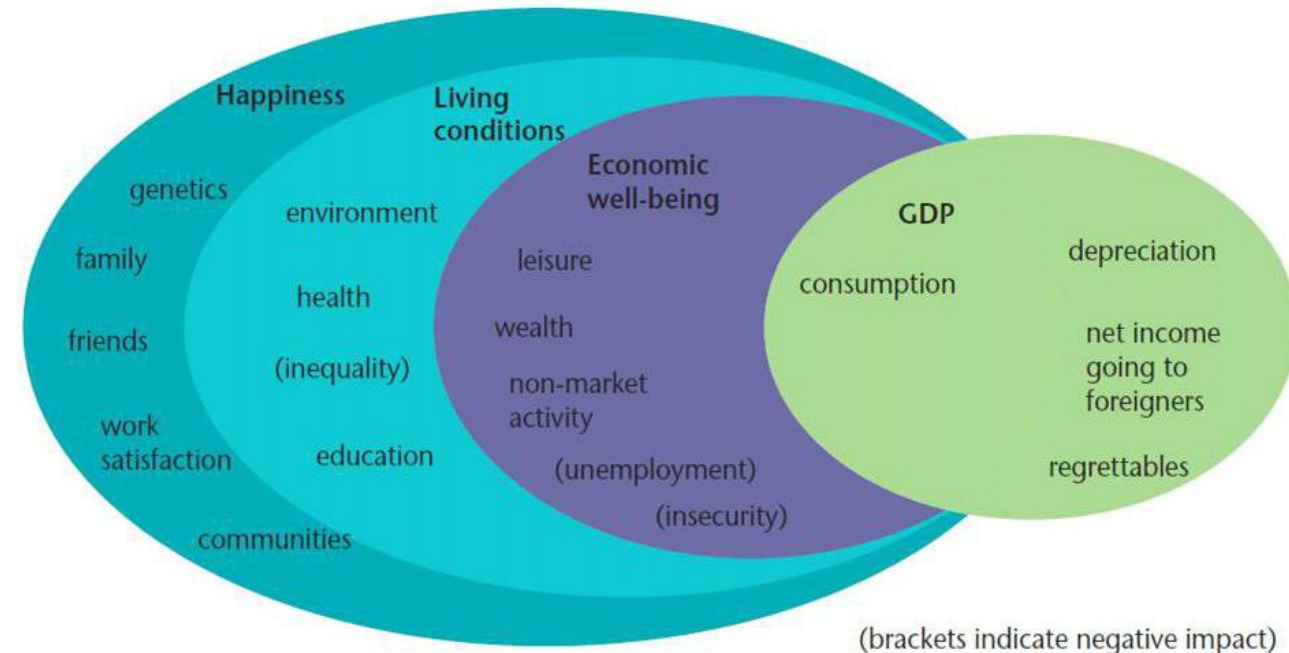 Happiness
genetics
family
friends
work
satisfaction
communities
Living
conditions
environment
health
(inequality)
education
Economic
well-being
leisure
wealth
non-market
activity
(unemployment)
(insecurity)
GDP
consumption
depreciation
net income
going to
foreigners
regrettables
(brackets indicate negative impact)